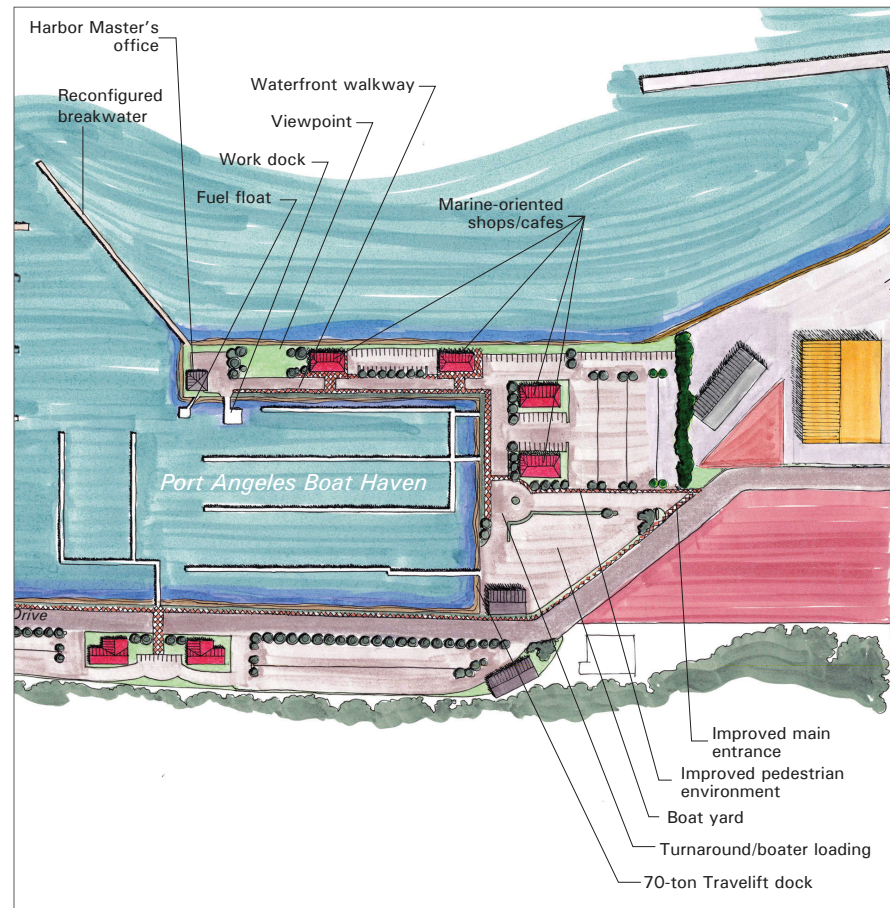 Harbor Master's
office
Reconfigured
breakwater
Waterfront walkway
Viewpoint
Work dock
Fuel float
Marine-oriented
shops/cafes
Port Angeles Boat Haven
Drive
Improved main
entrance
Improved pedestrian
environment
Boat yard
Turnaround/boater loading
70-ton Travelift dock